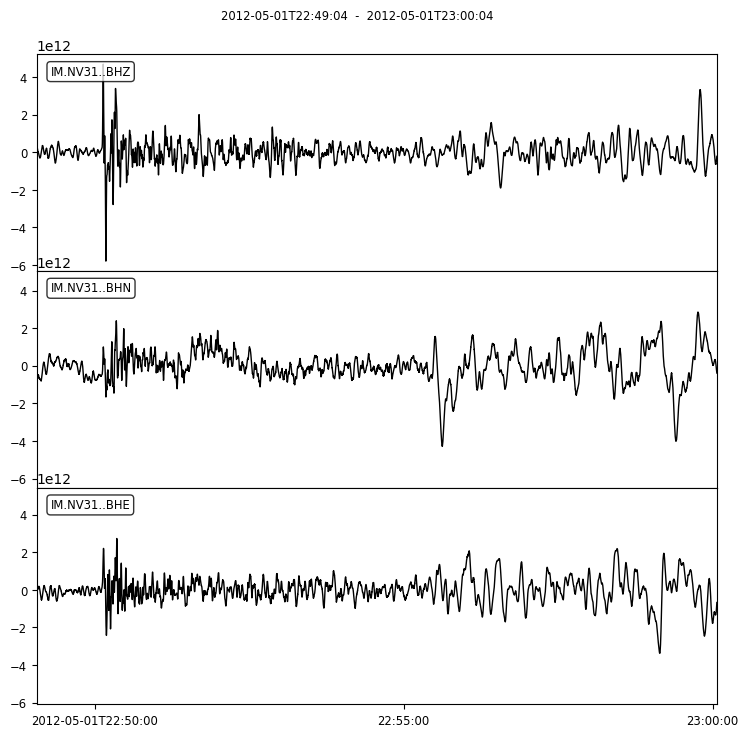 2012-05-01T22:49:04  -  2012-05-01T23:00:04
1e12
IM.NV31..BHZ
4
2
0
−2
−4
−6
1e12
IM.NV31..BHN
4
2
0
−2
−4
−6
1e12
IM.NV31..BHE
4
2
0
−2
−4
−6
2012-05-01T22:50:00
22:55:00
23:00:00